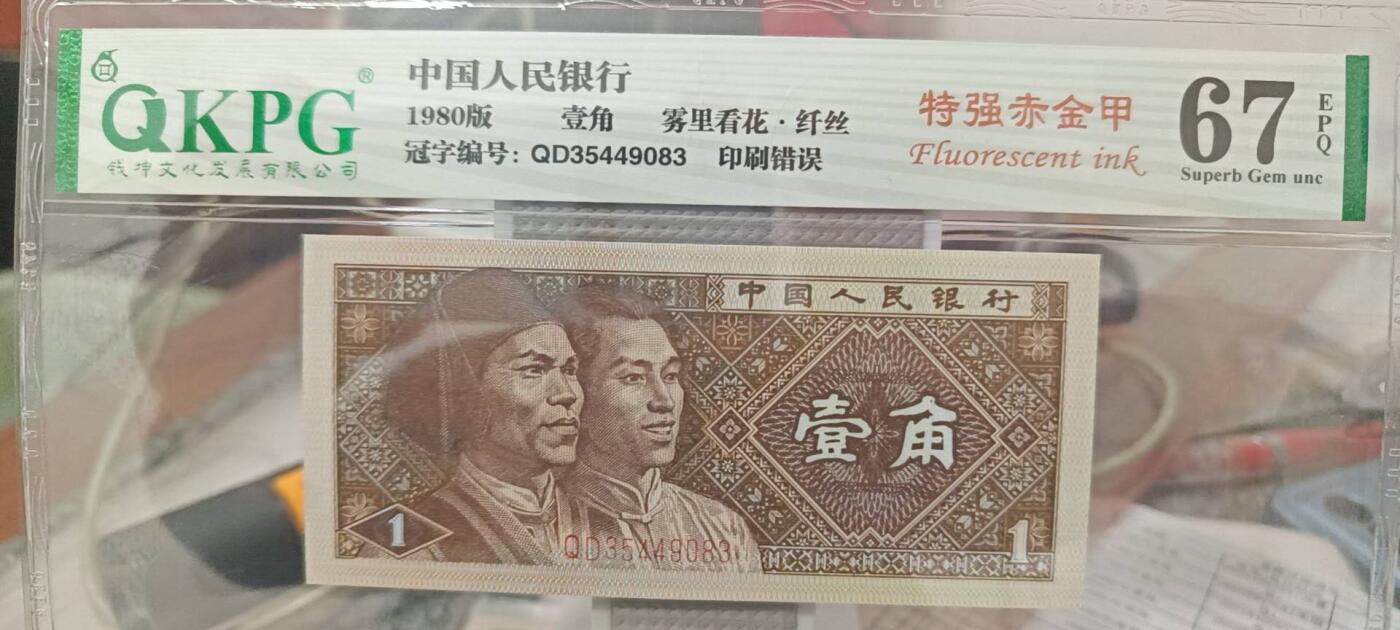 QKPG®
钱坤文化发展有限公司
中国人民银行
1980版 壹角 雾里看花·纤丝
冠字编号：QD35449083 印刷错误
特强赤金甲
Fluorescent ink
67 EPQ
Superb Gem unc
中国人民银行
壹角
1
QD35449083
1